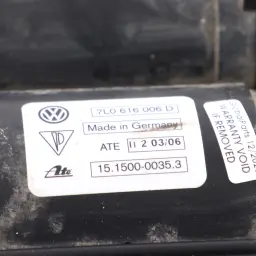 7L0 616 006 D
Made in Germany
ATE II 2 03/06
Ate
15.1500-0035.3
WARRANTY VOID
IF REMOVED